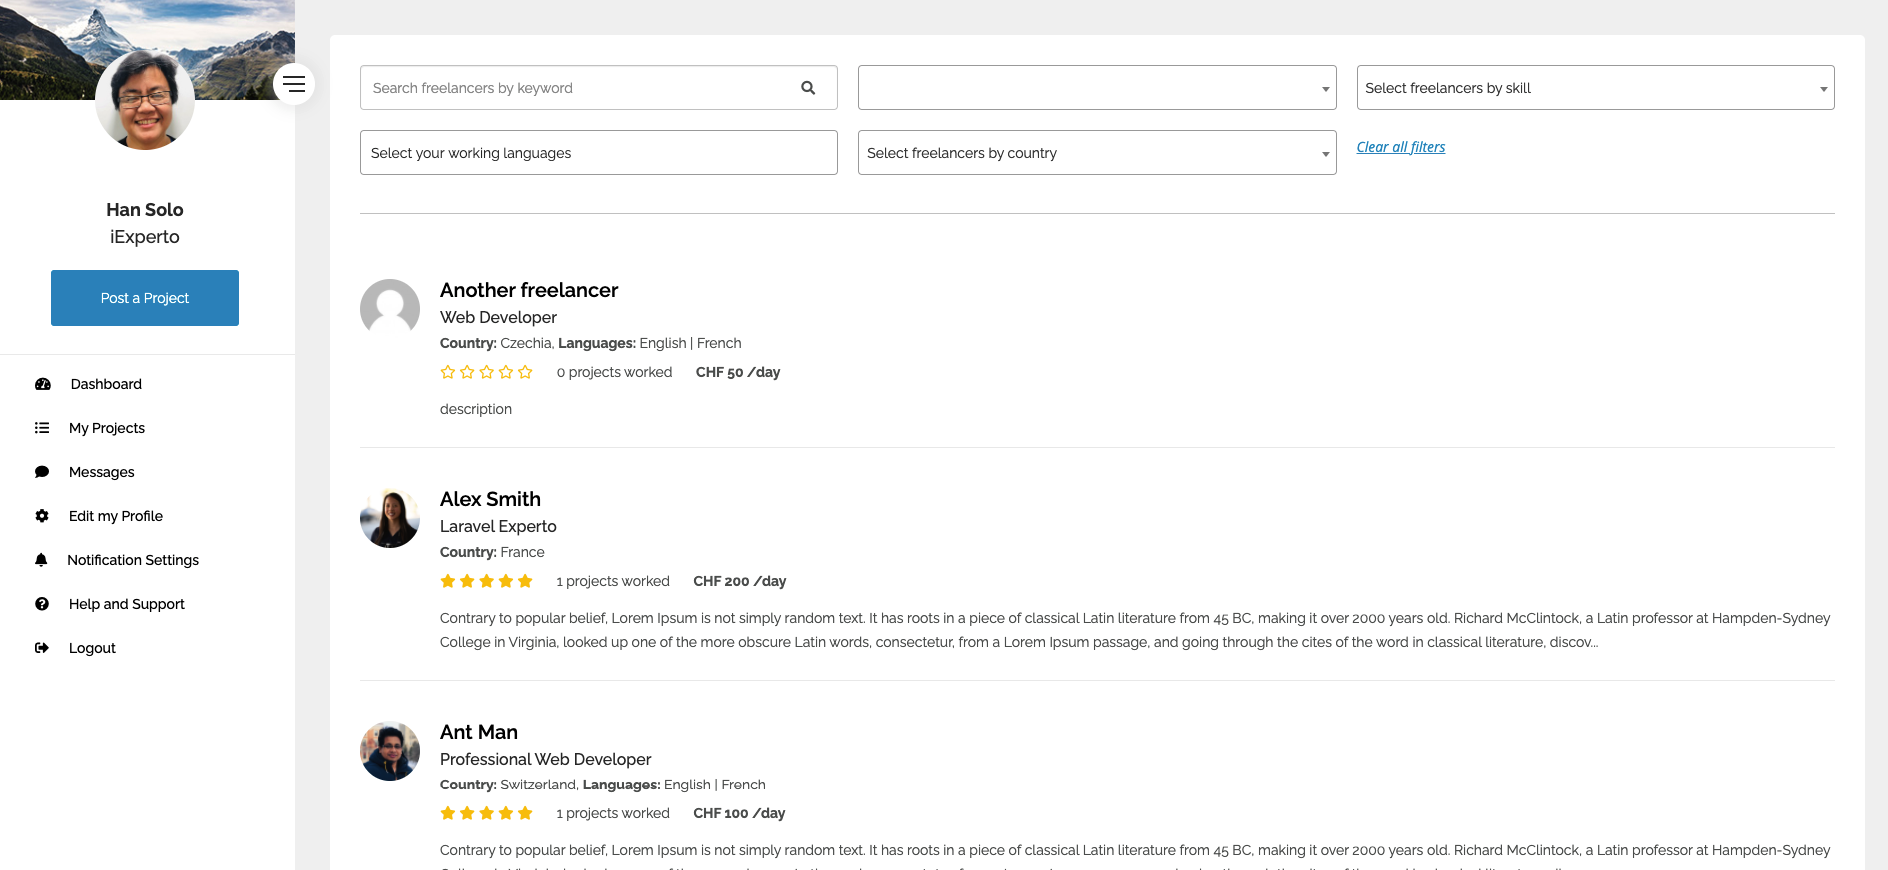 Han Solo
iExperto
Post a Project
Dashboard
My Projects
Messages
Edit my Profile
Notification Settings
Help and Support
Logout
Search freelancers by keyword
Select freelancers by skill
Select your working languages
Select freelancers by country
Clear all filters
Another freelancer
Web Developer
Country: Czechia, Languages: English | French
0 projects worked CHF 50 /day
description
Alex Smith
Laravel Experto
Country: France
1 projects worked CHF 200 /day
Contrary to popular belief, Lorem Ipsum is not simply random text. It has roots in a piece of classical Latin literature from 45 BC, making it over 2000 years old. Richard McClintock, a Latin professor at Hampden-Sydney
College in Virginia, looked up one of the more obscure Latin words, consectetur, from a Lorem Ipsum passage, and going through the cites of the word in classical literature, discov...
Ant Man
Professional Web Developer
Country: Switzerland, Languages: English | French
1 projects worked CHF 100 /day
Contrary to popular belief, Lorem Ipsum is not simply random text. It has roots in a piece of classical Latin literature from 45 BC, making it over 2000 years old. Richard McClintock, a Latin professor at Hampden-Sydney